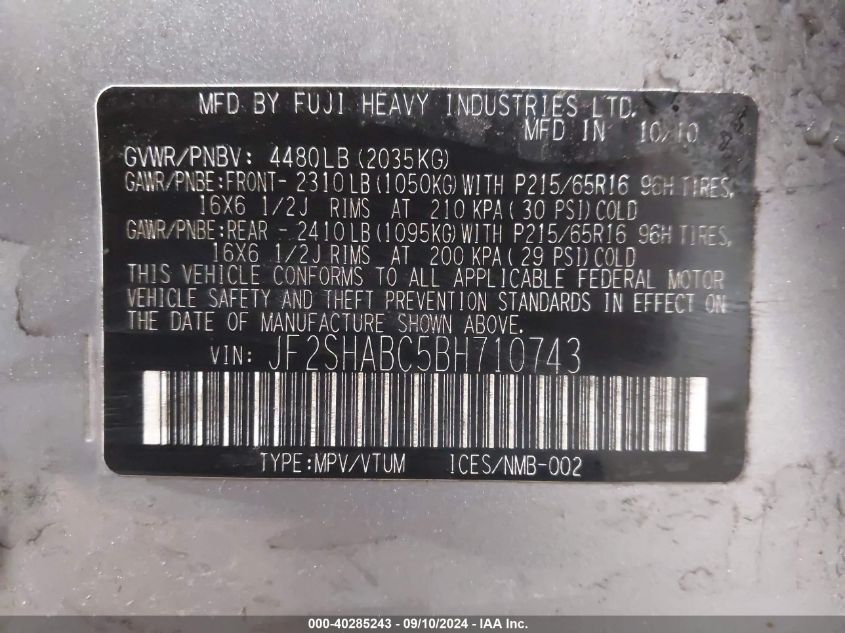 MFD BY FUJI HEAVY INDUSTRIES LTD.
MFD IN 10/10
GVWR/PNBV: 4480LB (2035KG)
GAWR/PNBE:FRONT- 2310LB(1050KG)WITH P215/65R16 96H TIRES,
16X6 1/2J RIMS AT 210 KPA(30 PSI)COLD
GAWR/PNBE:REAR - 2410LB(1095KG)WITH P215/65R16 96H TIRES,
16X6 1/2J RIMS AT 200 KPA(29 PSI)COLD
THIS VEHICLE CONFORMS TO ALL APPLICABLE FEDERAL MOTOR
VEHICLE SAFETY AND THEFT PREVENTION STANDARDS IN EFFECT ON
THE DATE OF MANUFACTURE SHOWN ABOVE.
VIN: JF2SHABC5BH710743
TYPE:MPV/VTUM ICES/NMB-002
000-40285243 - 09/10/2024 - IAA Inc.